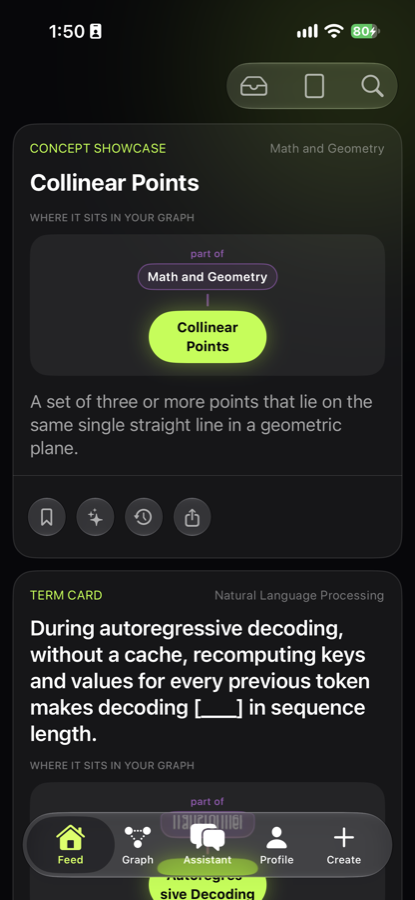 1:50
80
CONCEPT SHOWCASE
Math and Geometry
Collinear Points
WHERE IT SITS IN YOUR GRAPH
part of
Math and Geometry
Collinear
Points
A set of three or more points that lie on the
same single straight line in a geometric
plane.
TERM CARD
Natural Language Processing
During autoregressive decoding,
without a cache, recomputing keys
and values for every previous token
makes decoding [___] in sequence
length.
WHERE IT SITS IN YOUR GRAPH
part of
Feed
Graph
Assistant
Profile
Create
Autoregres-
sive Decoding